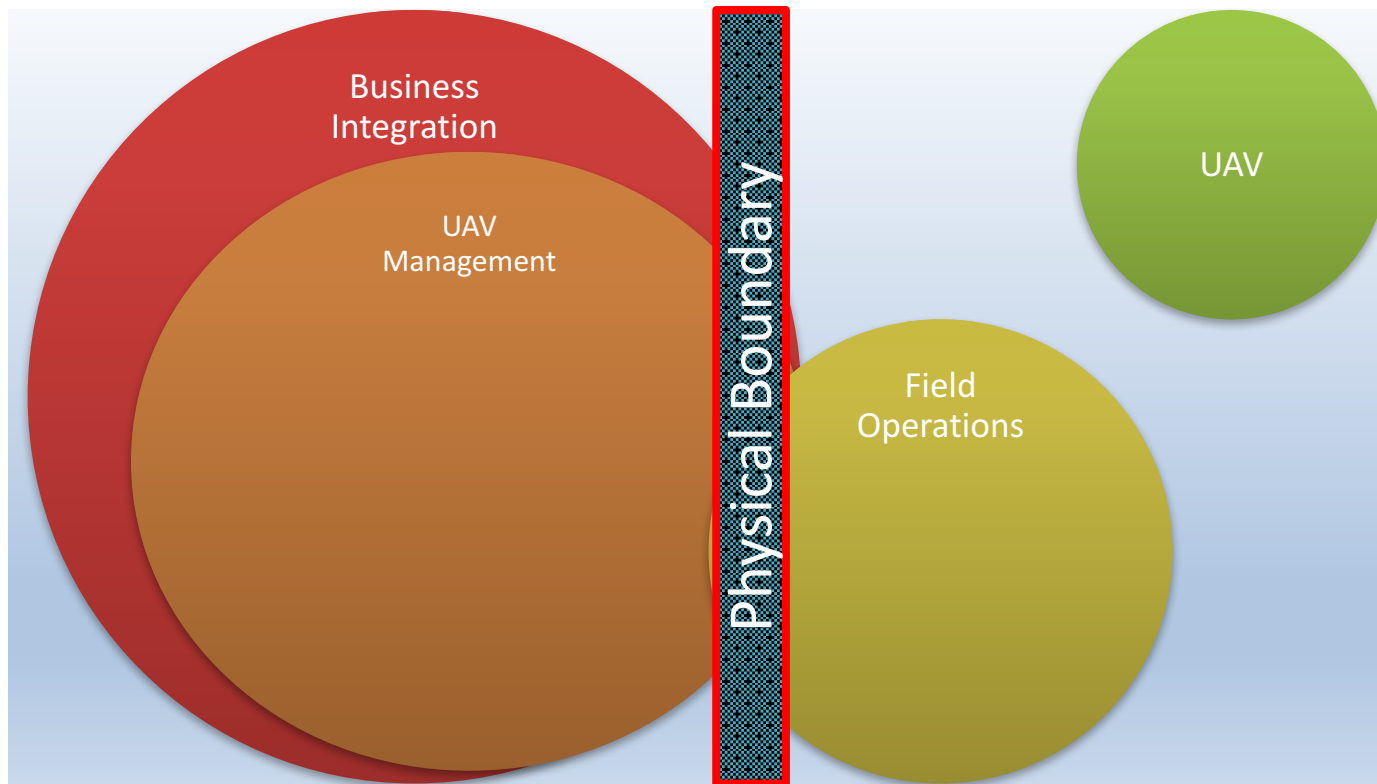 Business
Integration
UAV
Management
Physical Boundary
UAV
Field
Operations